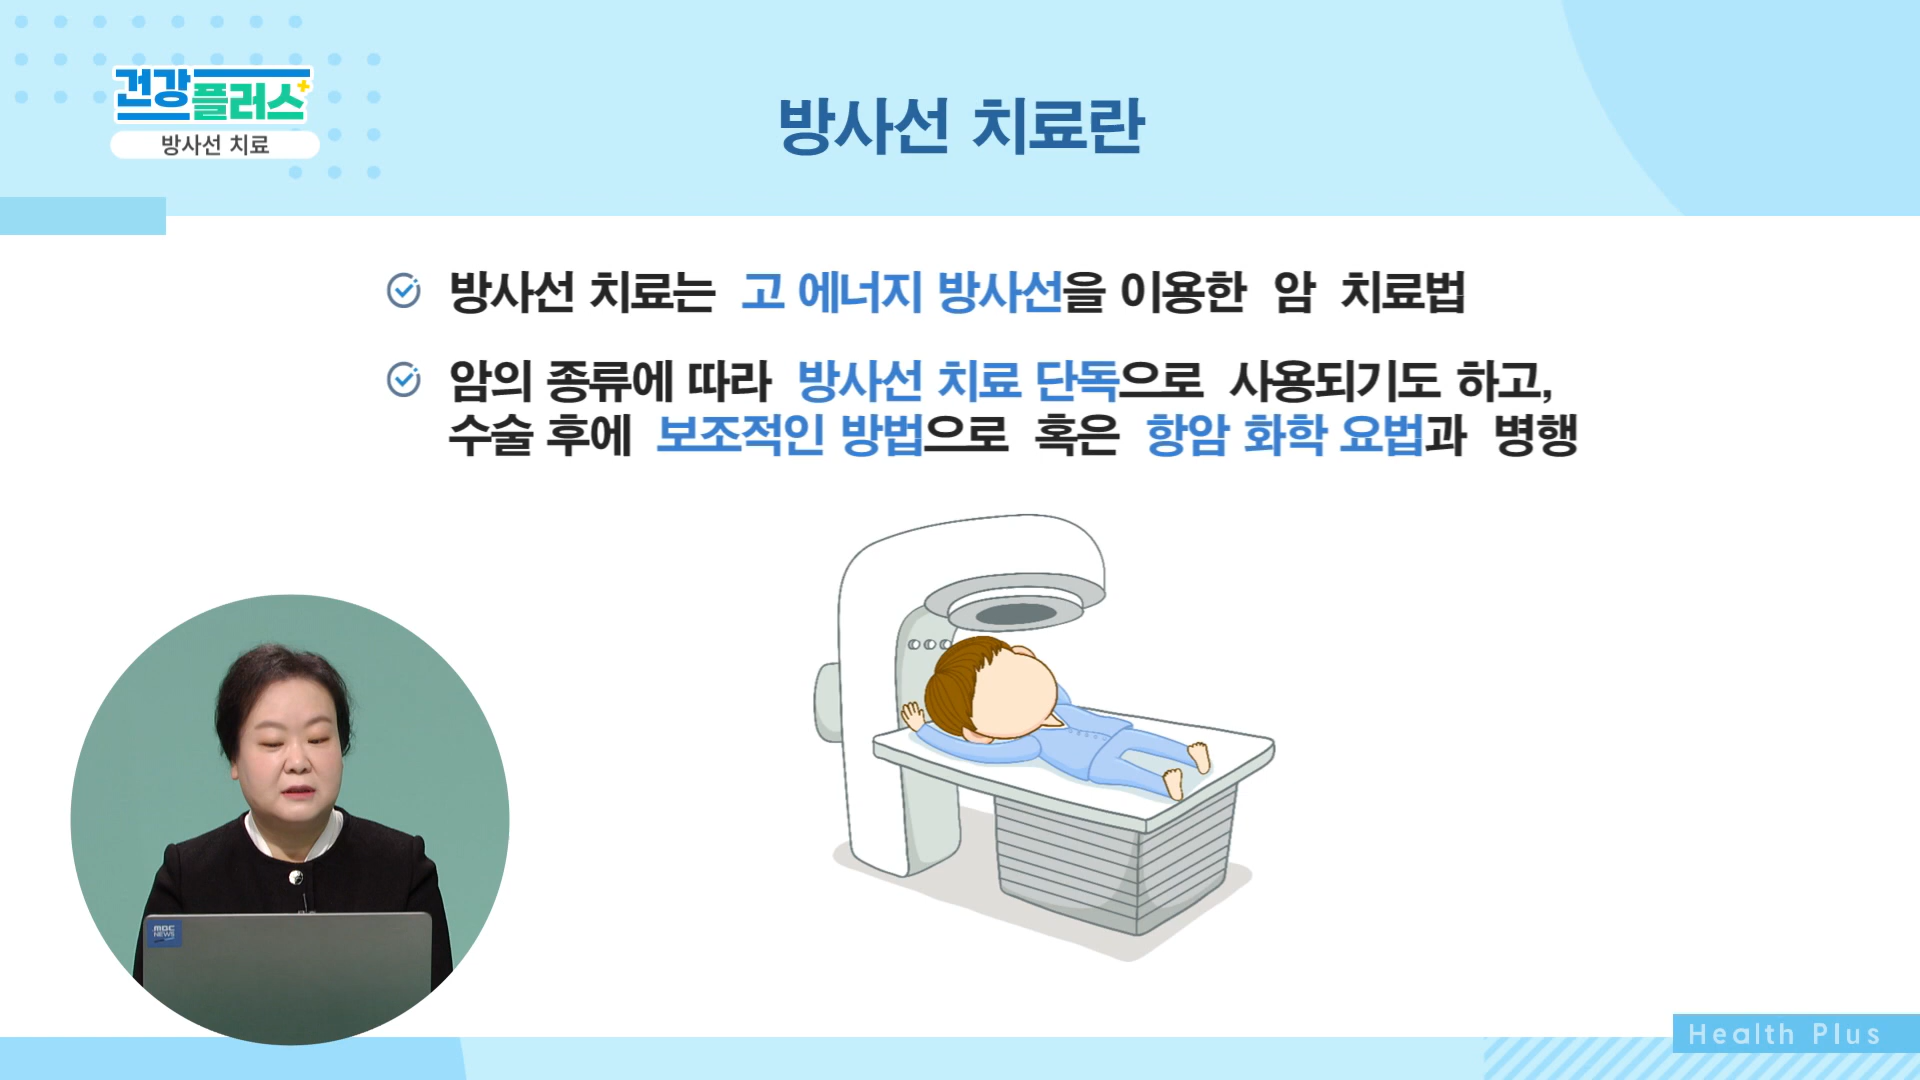 건강플러스+
방사선 치료
방사선 치료란
방사선 치료는 고 에너지 방사선을 이용한 암 치료법
암의 종류에 따라 방사선 치료 단독으로 사용되기도 하고,
수술 후에 보조적인 방법으로 혹은 항암 화학 요법과 병행
MBC
NEWS
Health Plus